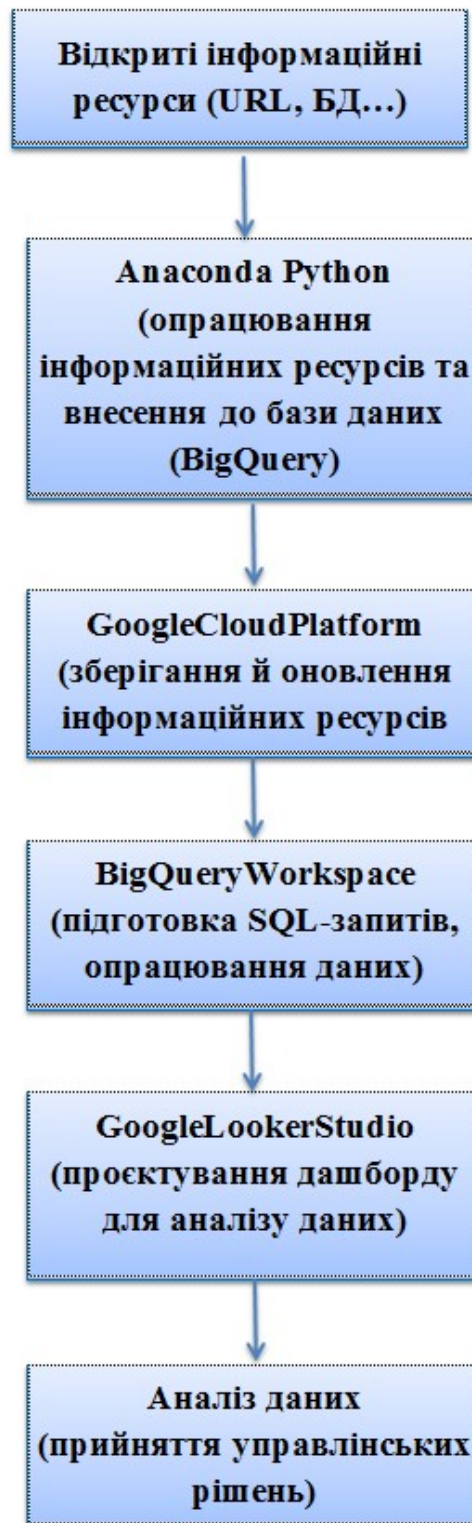 Відкриті інформаційні
ресурси (URL, БД...)
Anaconda Python
(опрацювання
інформаційних ресурсів та
внесення до бази даних
(BigQuery)
GoogleCloudPlatform
(зберігання й оновлення
інформаційних ресурсів
BigQueryWorkspace
(підготовка SQL-запитів,
опрацювання даних)
GoogleLookerStudio
(проєктування дашборду
для аналізу даних)
Аналіз даних
(прийняття управлінських
рішень)